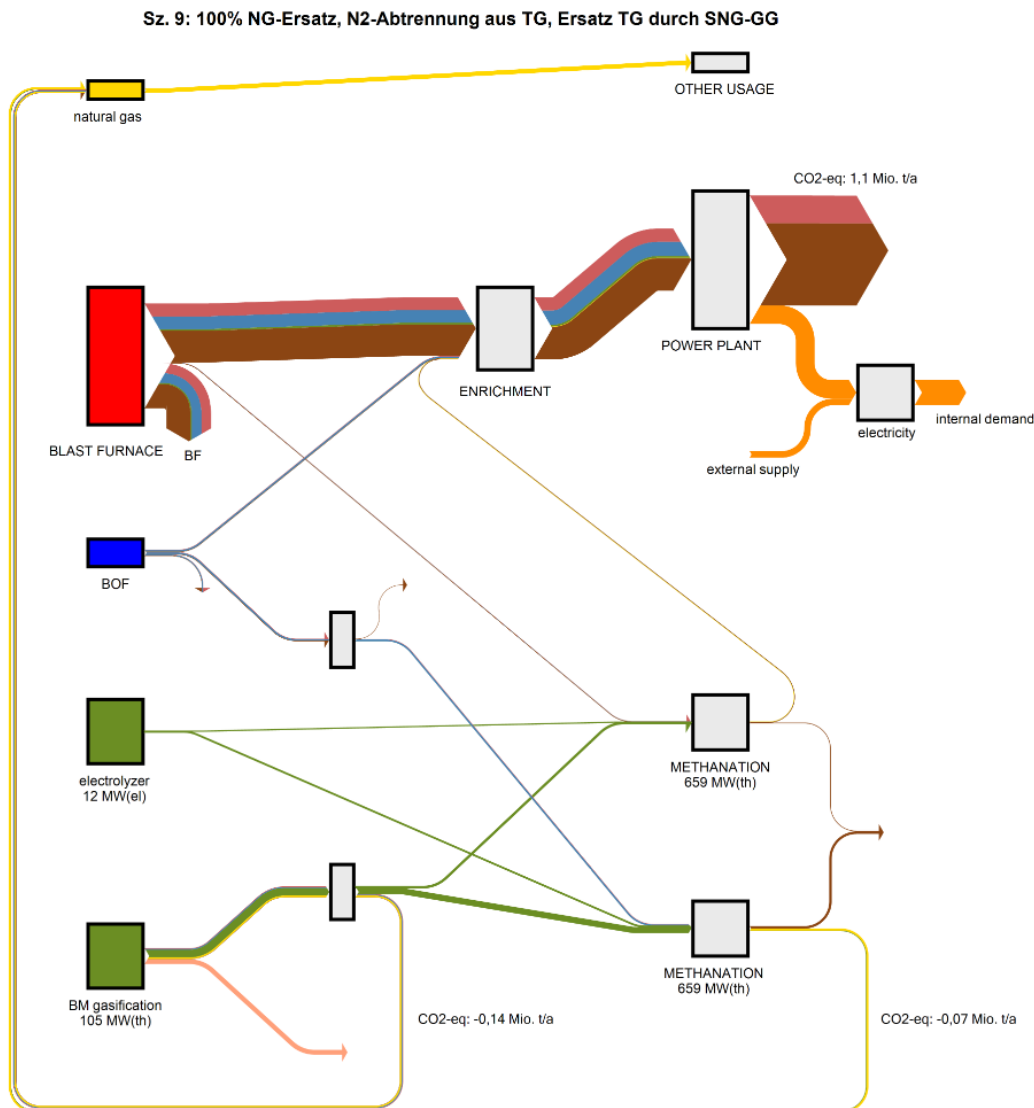 Sz. 9: 100% NG-Ersatz, N2-Abtrennung aus TG, Ersatz TG durch SNG-GG
OTHER USAGE
natural gas
CO2-eq: 1,1 Mio. t/a
POWER PLANT
ENRICHMENT
BLAST FURNACE
BF
electricity
internal demand
external supply
BOF
electrolyzer
12 MW(el)
METHANATION
659 MW(th)
BM gasification
105 MW(th)
METHANATION
659 MW(th)
CO2-eq: -0,14 Mio. t/a
CO2-eq: -0,07 Mio. t/a